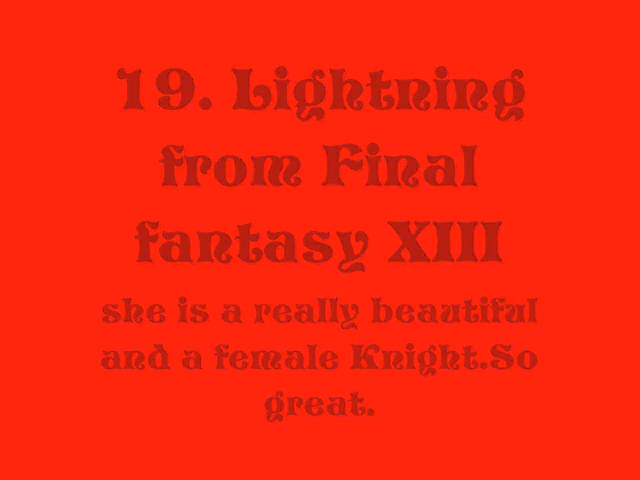 19. Lightning
from Final
fantasy XIII
she is a really beautiful
and a female Knight.So
great.